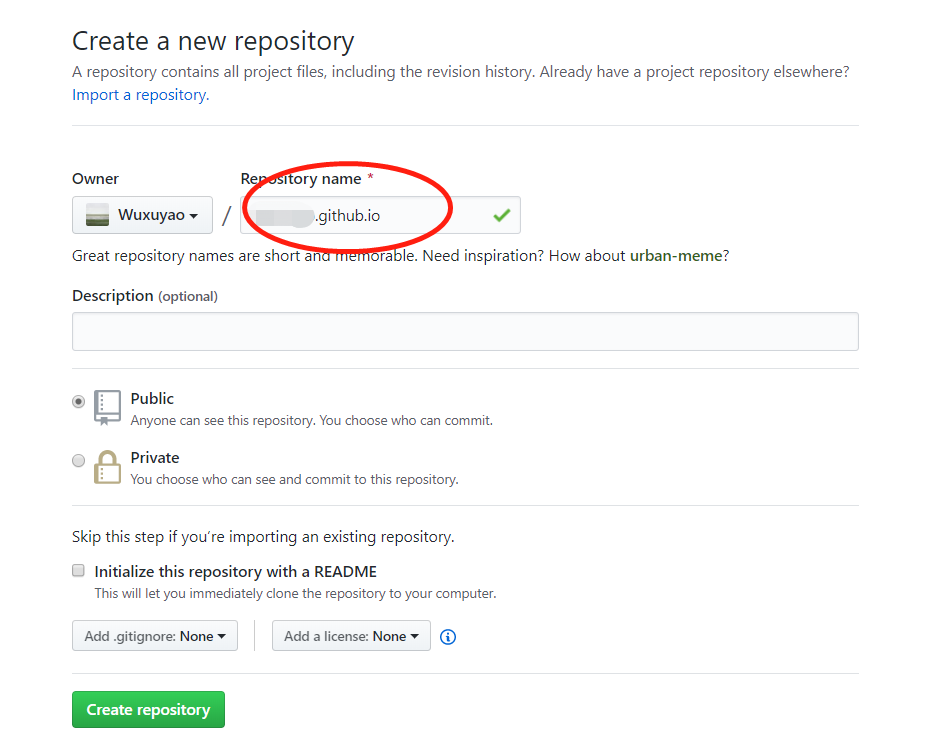 Create a new repository
A repository contains all project files, including the revision history. Already have a project repository elsewhere?
Import a repository.
Owner
Repository name *
Wuxuyao / .github.io
Great repository names are short and memorable. Need inspiration? How about urban-meme?
Description (optional)
Public
Anyone can see this repository. You choose who can commit.
Private
You choose who can see and commit to this repository.
Skip this step if you're importing an existing repository.
Initialize this repository with a README
This will let you immediately clone the repository to your computer.
Add .gitignore: None
Add a license: None
Create repository